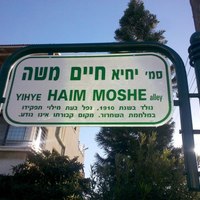 סמ' יחיא חיים משה
YIHYE HAIM MOSHE alley
נולד בשנת 1910, נפל בעת מילוי תפקידו
במלחמת השחרור. מקום קבורתו אינו נודע.